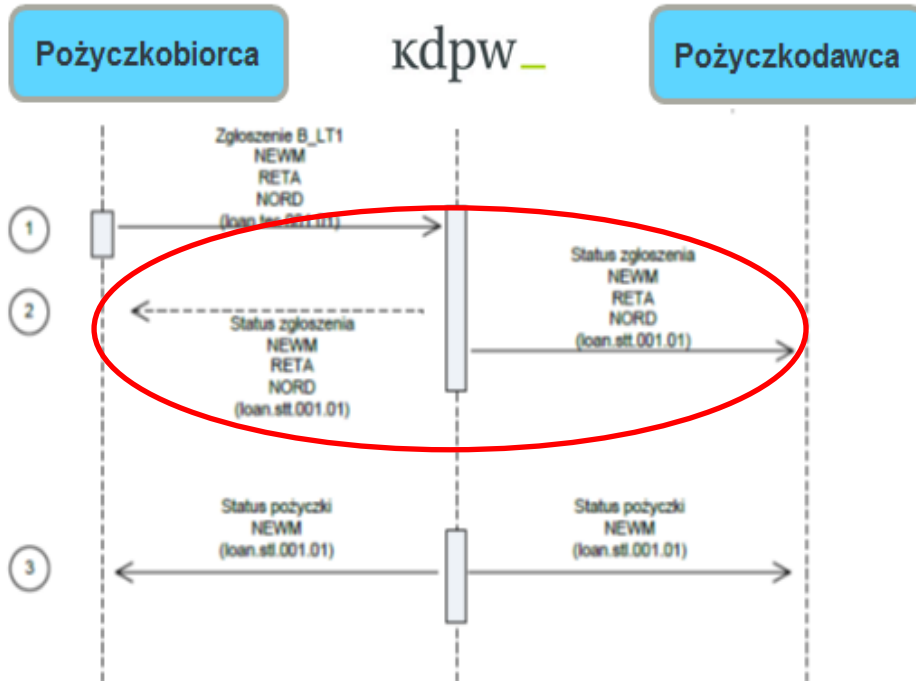 Pożyczkobiorca
кdpw_
Pożyczkodawca
Zgłoszenie B_LT1
NEWM
RETA
NORD
1
Status zgłoszenia
NEWM
RETA
NORD
(loan.stt.001.01)
2
Status zgłoszenia
NEWM
RETA
NORD
(loan.stt.001.01)
Status pożyczki
NEWM
(loan.stl.001.01)
Status pożyczki
NEWM
(loan.stl.001.01)
3